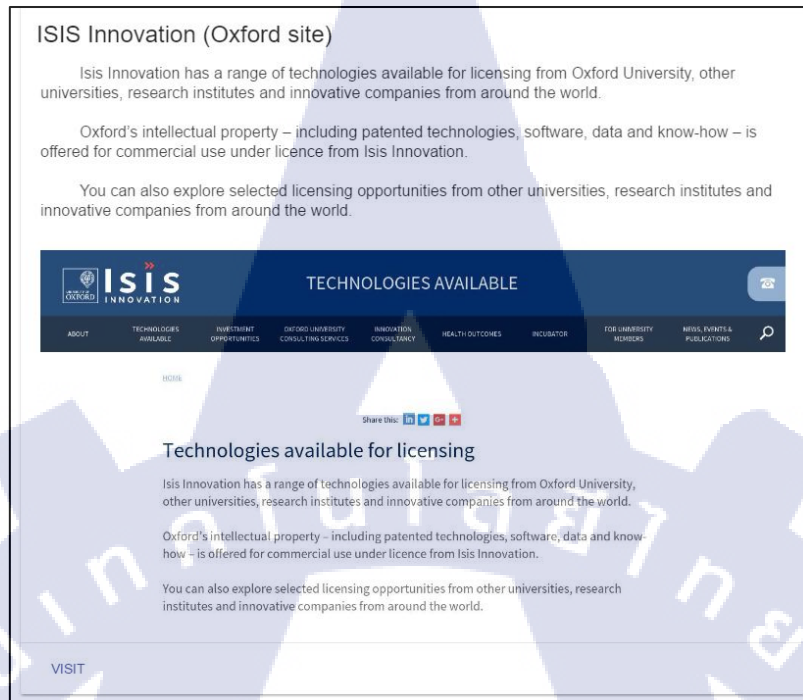 ISIS Innovation (Oxford site)
Isis Innovation has a range of technologies available for licensing from Oxford University, other
universities, research institutes and innovative companies from around the world.
Oxford's intellectual property – including patented technologies, software, data and know-how – is
offered for commercial use under licence from Isis Innovation.
You can also explore selected licensing opportunities from other universities, research institutes and
innovative companies from around the world.
OXFORD
Isis
INNOVATION
TECHNOLOGIES AVAILABLE
ABOUT
TECHNOLOGIES AVAILABLE
INVESTMENT OPPORTUNITIES
OXFORD UNIVERSITY CONSULTING SERVICES
INNOVATION CONSULTANCY
HEALTH OUTCOMES
INCUBATOR
FOR UNIVERSITY MEMBERS
NEWS, EVENTS & PUBLICATIONS
HOME
Share this: in G+ +
Technologies available for licensing
Isis Innovation has a range of technologies available for licensing from Oxford University,
other universities, research institutes and innovative companies from around the world.
Oxford's intellectual property – including patented technologies, software, data and know-
how – is offered for commercial use under licence from Isis Innovation.
You can also explore selected licensing opportunities from other universities, research
institutes and innovative companies from around the world.
VISIT